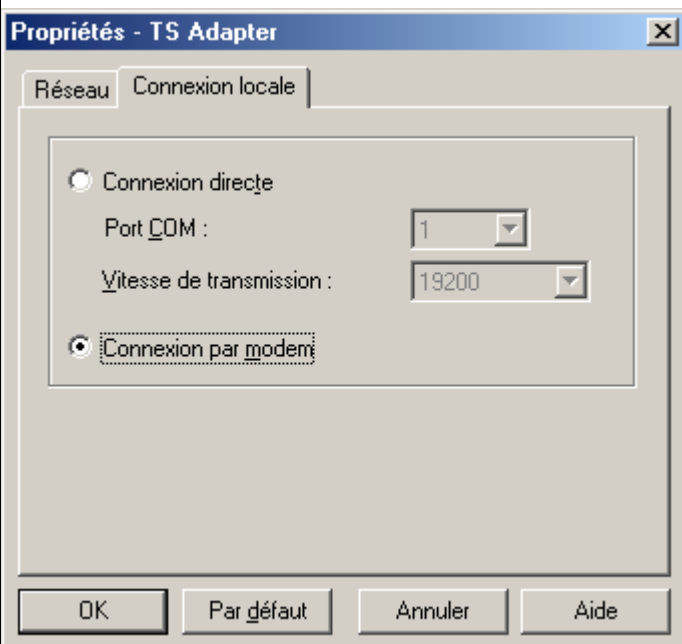 Propriétés - TS Adapter
Réseau Connexion locale
Connexion directe
Port COM : 1
Vitesse de transmission : 19200
Connexion par modem
OK Par défaut Annuler Aide